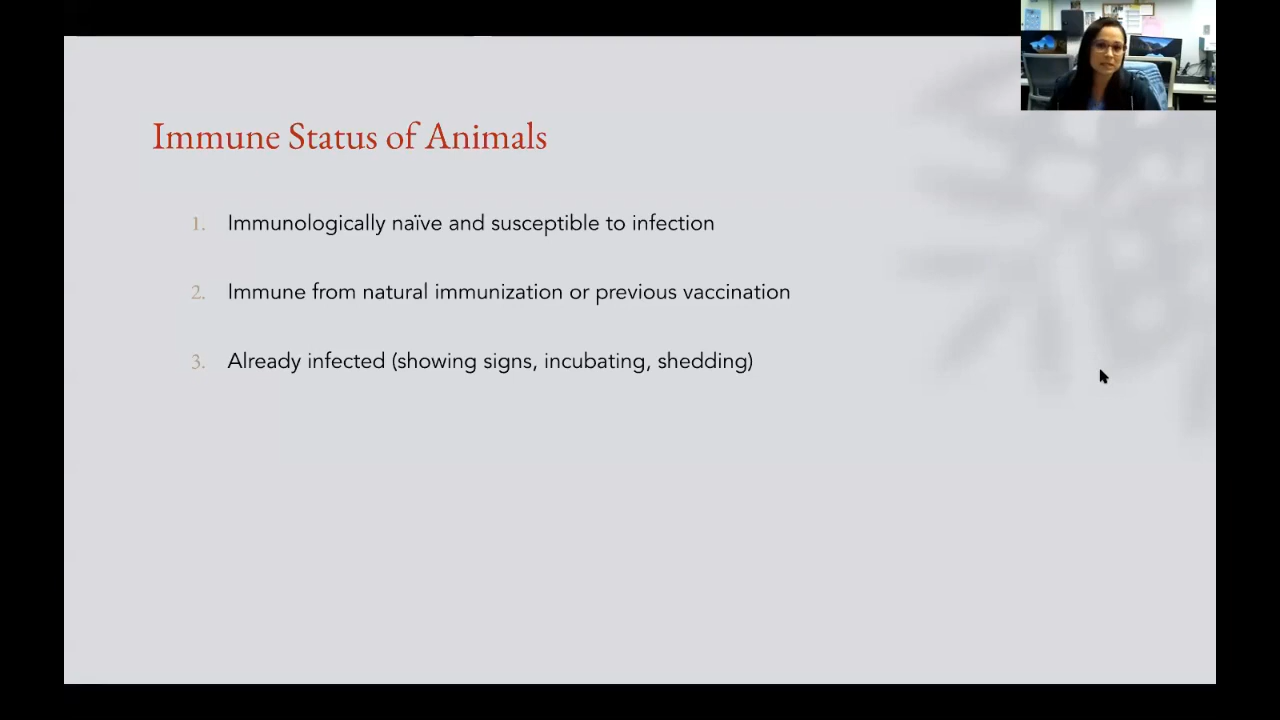 Immune Status of Animals
1. Immunologically naïve and susceptible to infection
2. Immune from natural immunization or previous vaccination
3. Already infected (showing signs, incubating, shedding)